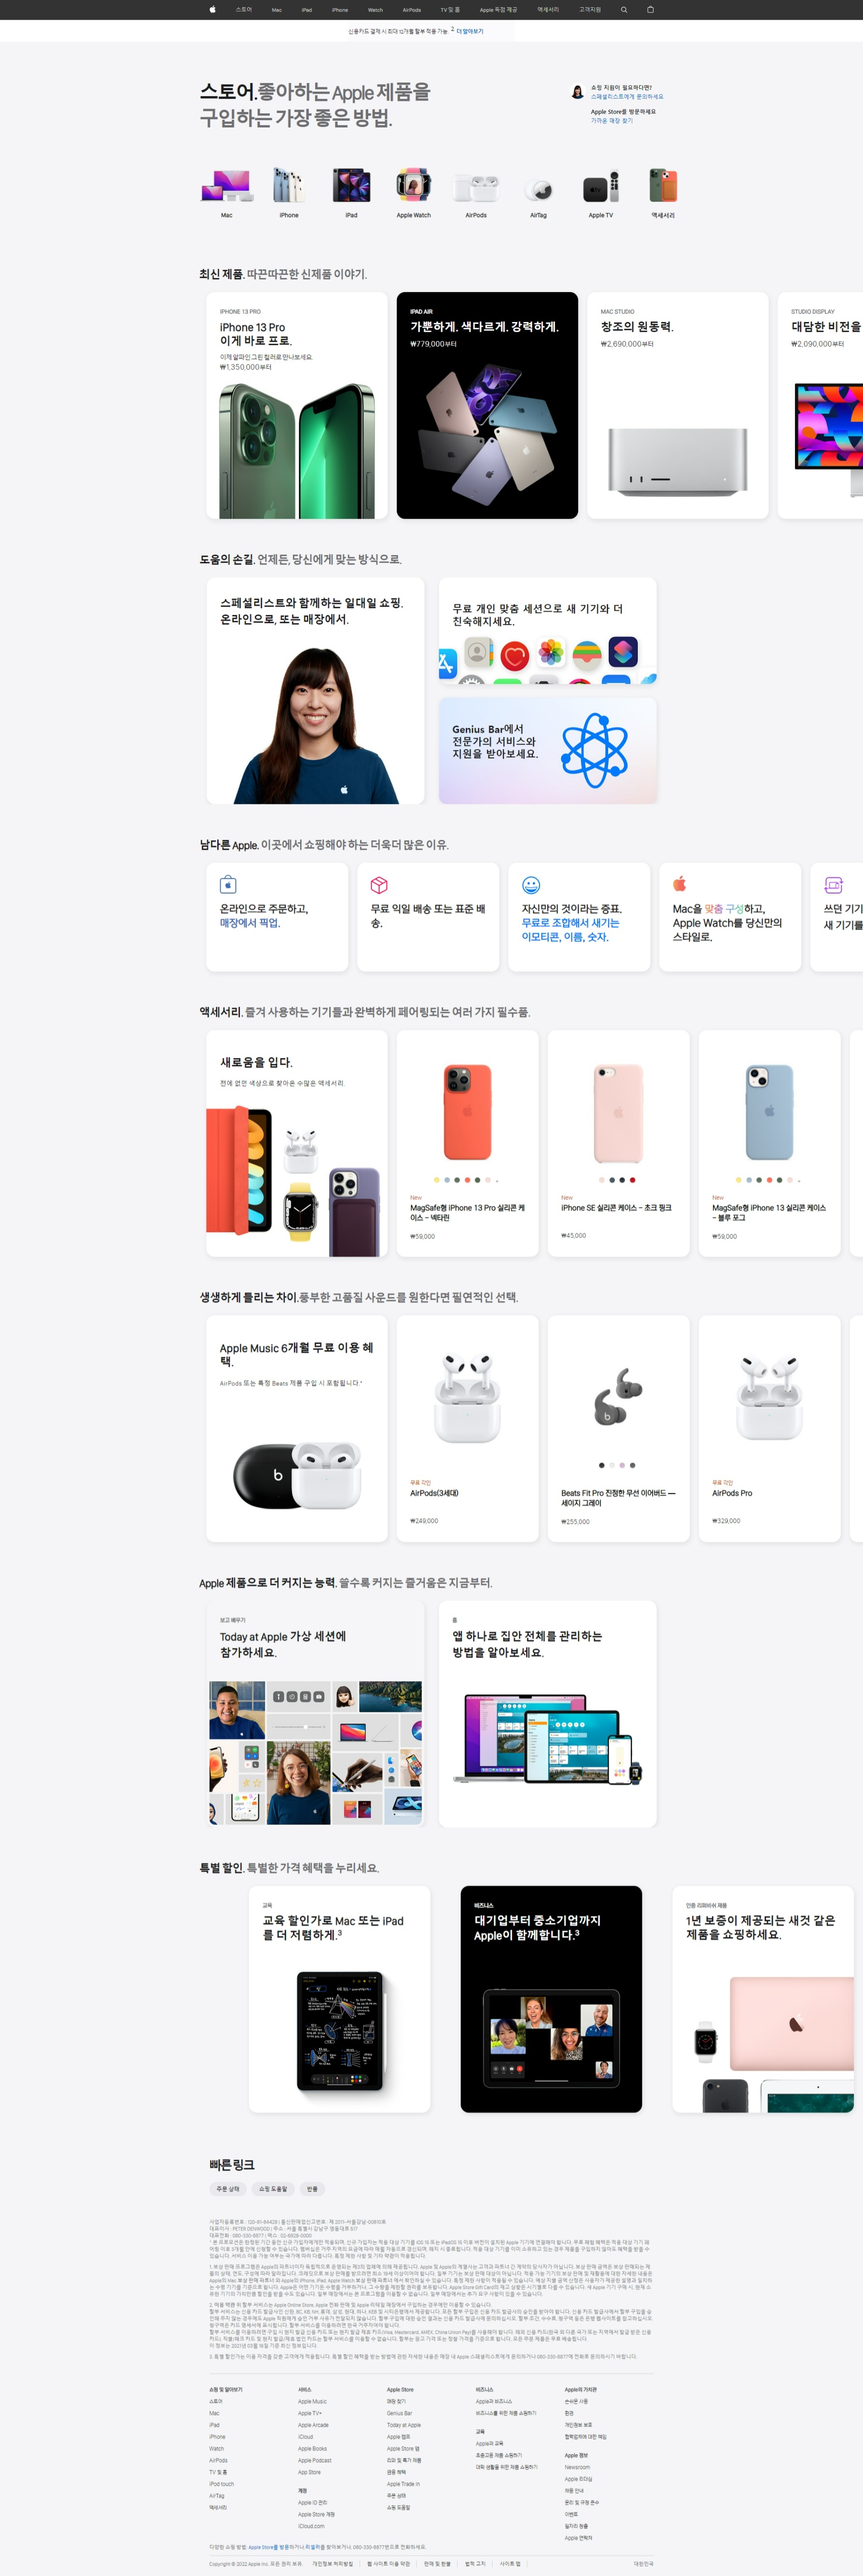 스토어
Mac
iPad
iPhone
Watch
AirPods
TV 및 홈
Apple 독점 제공
액세서리
고객지원
신용카드 결제 시 최대 12개월 할부 적용 가능. 2 더 알아보기
스토어. 좋아하는 Apple 제품을
구입하는 가장 좋은 방법.
쇼핑 지원이 필요하다면?
스페셜리스트에게 문의하세요
Apple Store를 방문하세요
가까운 매장 찾기
Mac
iPhone
iPad
Apple Watch
AirPods
AirTag
Apple TV
액세서리
최신 제품. 따끈따끈한 신제품 이야기.
IPHONE 13 PRO
iPhone 13 Pro
이게 바로 프로.
이제 알파인 그린 컬러로 만나보세요.
₩1,350,000부터
IPAD AIR
가뿐하게. 색다르게. 강력하게.
₩779,000부터
MAC STUDIO
창조의 원동력.
₩2,690,000부터
STUDIO DISPLAY
대담한 비전을
₩2,090,000부터
도움의 손길. 언제든, 당신에게 맞는 방식으로.
스페셜리스트와 함께하는 일대일 쇼핑.
온라인으로, 또는 매장에서.
무료 개인 맞춤 세션으로 새 기기와 더
친숙해지세요.
Genius Bar에서
전문가의 서비스와
지원을 받아보세요.
남다른 Apple. 이곳에서 쇼핑해야 하는 더욱더 많은 이유.
온라인으로 주문하고,
매장에서 픽업.
무료 익일 배송 또는 표준 배
송.
자신만의 것이라는 증표.
무료로 조합해서 새기는
이모티콘, 이름, 숫자.
Mac을 맞춤 구성하고,
Apple Watch를 당신만의
스타일로.
쓰던 기기
새 기기를
액세서리. 즐겨 사용하는 기기들과 완벽하게 페어링되는 여러 가지 필수품.
새로움을 입다.
전에 없던 색상으로 찾아온 수많은 액세서리.
New
MagSafe형 iPhone 13 Pro 실리콘 케
이스 – 넥타린
₩59,000
New
iPhone SE 실리콘 케이스 – 초크 핑크
₩45,000
New
MagSafe형 iPhone 13 실리콘 케이스
– 블루 포그
₩59,000
생생하게 들리는 차이. 풍부한 고품질 사운드를 원한다면 필연적인 선택.
Apple Music 6개월 무료 이용 혜
택.
AirPods 또는 특정 Beats 제품 구입 시 포함됩니다.*
무료 각인
AirPods(3세대)
₩249,000
Beats Fit Pro 진정한 무선 이어버드 —
세이지 그레이
₩255,000
무료 각인
AirPods Pro
₩329,000
Apple 제품으로 더 커지는 능력. 쓸수록 커지는 즐거움은 지금부터.
보고 배우기
Today at Apple 가상 세션에
참가하세요.
홈
앱 하나로 집안 전체를 관리하는
방법을 알아보세요.
특별 할인. 특별한 가격 혜택을 누리세요.
교육
교육 할인가로 Mac 또는 iPad
를 더 저렴하게.3
비즈니스
대기업부터 중소기업까지
Apple이 함께합니다.3
인증 리퍼비쉬 제품
1년 보증이 제공되는 새것 같은
제품을 쇼핑하세요.
빠른 링크
주문 상태
쇼핑 도움말
반품
쇼핑 및 알아보기
스토어
Mac
iPad
iPhone
Watch
AirPods
TV 및 홈
iPod touch
AirTag
액세서리
서비스
Apple Music
Apple TV+
Apple Arcade
iCloud
Apple Books
Apple Podcast
App Store
계정
Apple ID 관리
Apple Store 계정
iCloud.com
Apple Store
매장 찾기
Genius Bar
Today at Apple
Apple 캠프
Apple Store 앱
리퍼 및 특가 제품
금융 혜택
Apple Trade In
주문 상태
쇼핑 도움말
비즈니스
Apple과 비즈니스
비즈니스를 위한 제품 쇼핑하기
교육
Apple과 교육
초중고용 제품 쇼핑하기
대학 생활을 위한 제품 쇼핑하기
Apple의 가치관
손쉬운 사용
환경
개인정보 보호
협력업체에 대한 책임
Apple 정보
Newsroom
Apple 리더십
채용 안내
윤리 및 규정 준수
이벤트
일자리 창출
Apple 연락처
다양한 쇼핑 방법: Apple Store를 방문하거나, 리셀러를 찾아보거나, 080-330-8877번으로 전화하세요.
Copyright © 2022 Apple Inc. 모든 권리 보유.
개인정보 처리방침
웹 사이트 이용 약관
판매 및 환불
법적 고지
사이트 맵
대한민국